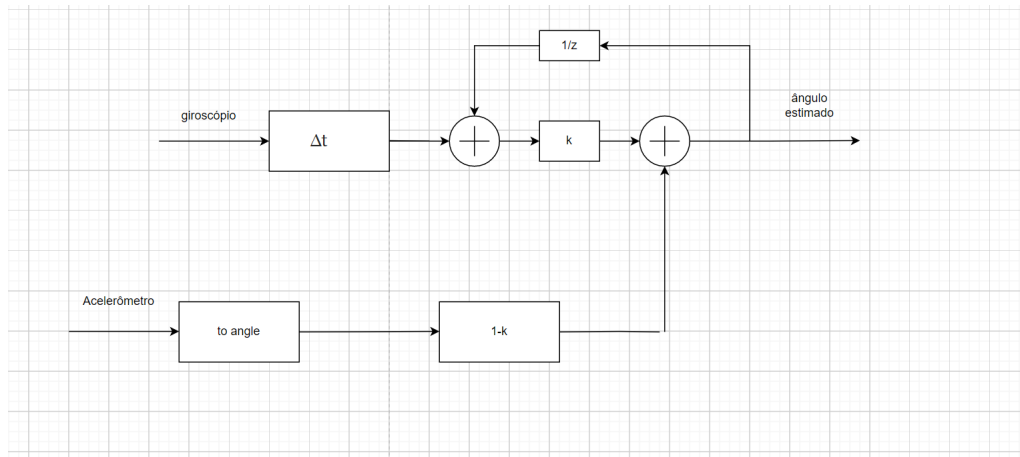 1/z
ângulo
estimado
giroscópio
Δt
k
Acelerômetro
to angle
1-k